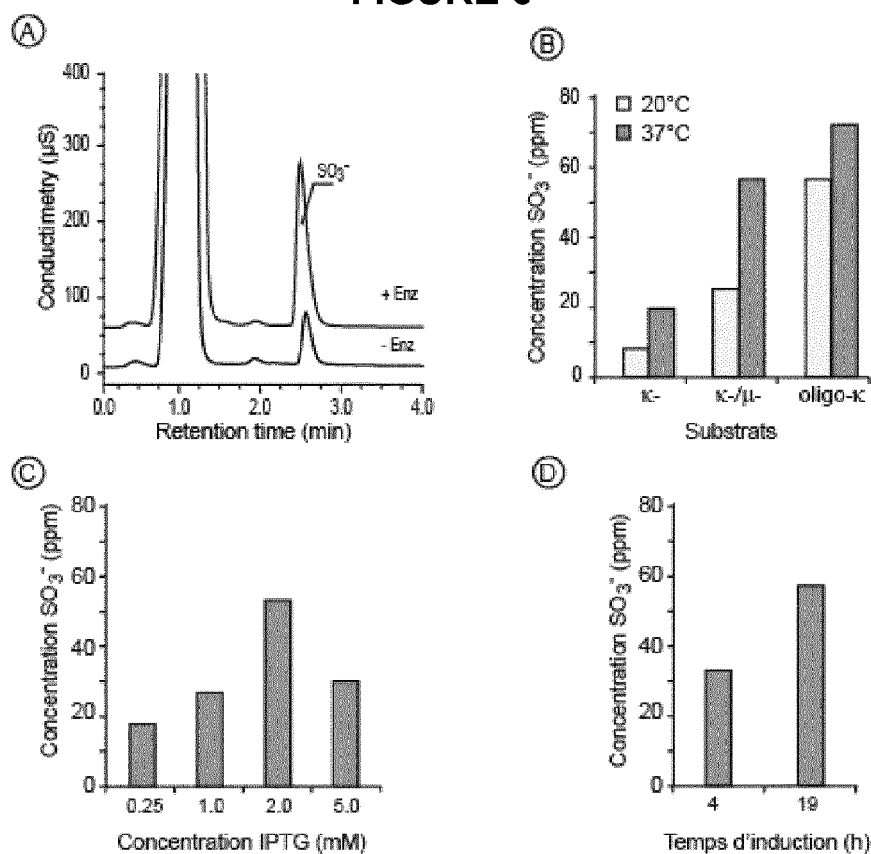 A
400
300
200
100
0
Conductimetry (µS)
SO3-
+ Enz
- Enz
0.0 1.0 2.0 3.0 4.0
Retention time (min)
B
80
60
40
20
0
Concentration SO3- (ppm)
20°C
37°C
κ- κ-/µ- oligo-κ
Substrats
C
80
60
40
20
0
Concentration SO3- (ppm)
0.25 1.0 2.0 5.0
Concentration IPTG (mM)
D
80
60
40
20
0
Concentration SO3- (ppm)
4 19
Temps d'induction (h)